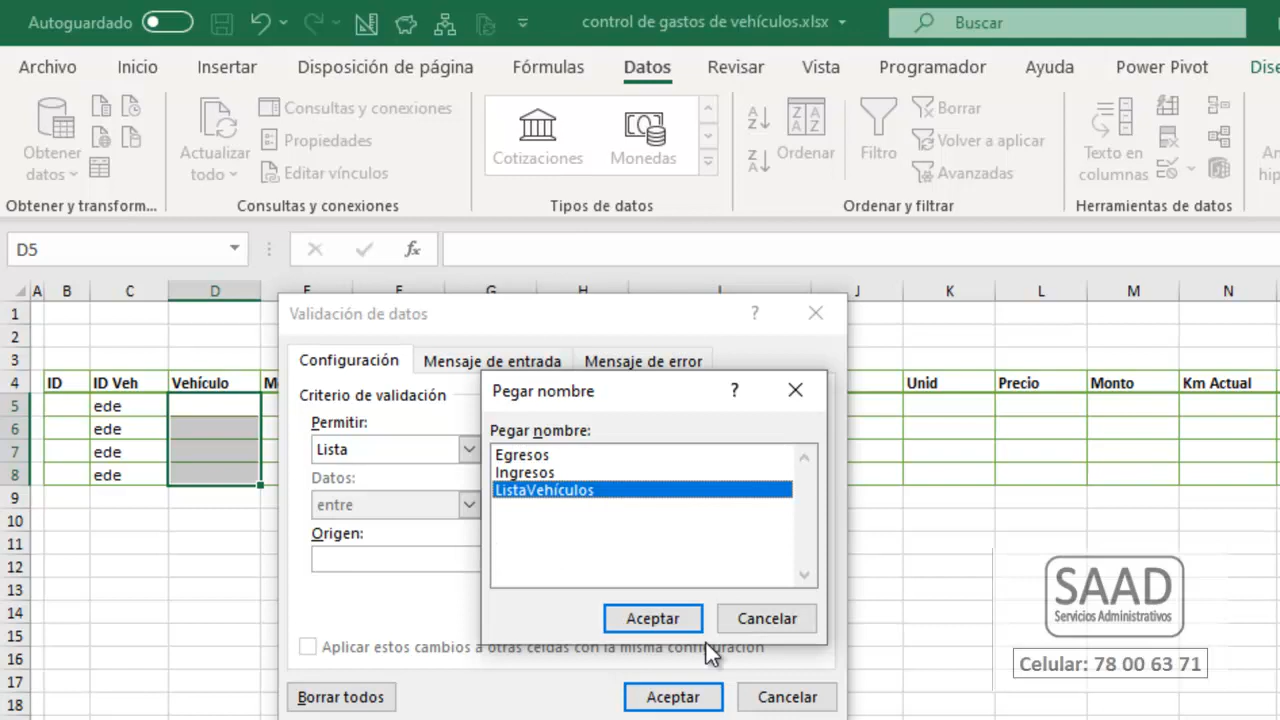 Autoguardado
control de gastos de vehículos.xlsx
Buscar
Archivo Inicio Insertar Disposición de página Fórmulas Datos Revisar Vista Programador Ayuda Power Pivot
Obtener datos
Actualizar todo
Consultas y conexiones
Propiedades
Editar vínculos
Cotizaciones Monedas
Ordenar
Filtro
Borrar
Volver a aplicar
Avanzadas
Texto en columnas
Obtener y transform... Consultas y conexiones Tipos de datos Ordenar y filtrar Herramientas de datos
D5 fx
A B C D J K L M N
1
2
3
4 ID ID Veh Vehículo Unid Precio Monto Km Actual
5 ede
6 ede
7 ede
8 ede
9
10
11
12
13
14
15
16
17
18
Validación de datos ?
Configuración Mensaje de entrada Mensaje de error
Criterio de validación
Permitir:
Lista
Datos:
entre
Origen:
Aplicar estos cambios a otras celdas con la misma configuración
Borrar todos Aceptar Cancelar
Pegar nombre ?
Pegar nombre:
Egresos
Ingresos
ListaVehículos
Aceptar Cancelar
SAAD
Servicios Administrativos
Celular: 78 00 63 71